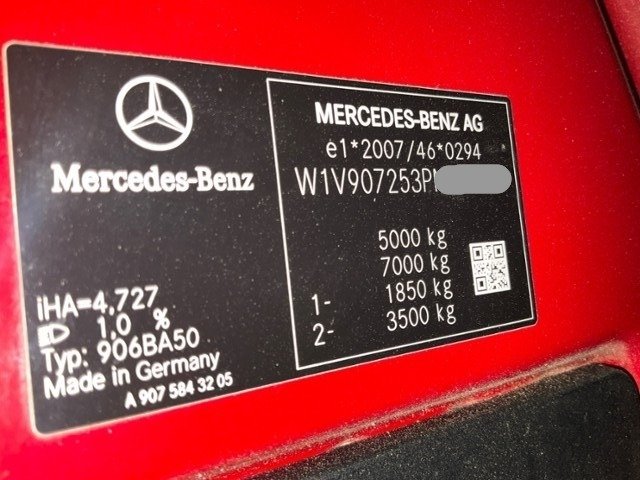 Mercedes-Benz
iHA=4,727
1,0 %
Typ: 906BA50
Made in Germany
A 907 584 32 05
MERCEDES-BENZ AG
e1*2007/46*0294
W1V907253P
5000 kg
7000 kg
1- 1850 kg
2- 3500 kg